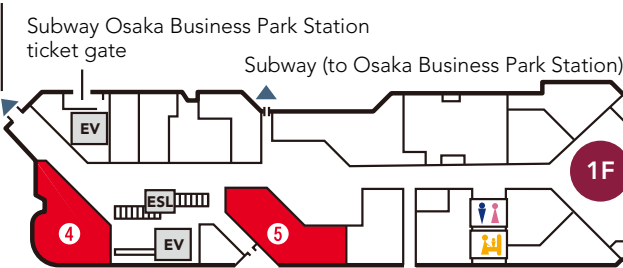 Subway Osaka Business Park Station
ticket gate
Subway (to Osaka Business Park Station)
EV
1F
ESL
4
5
EV